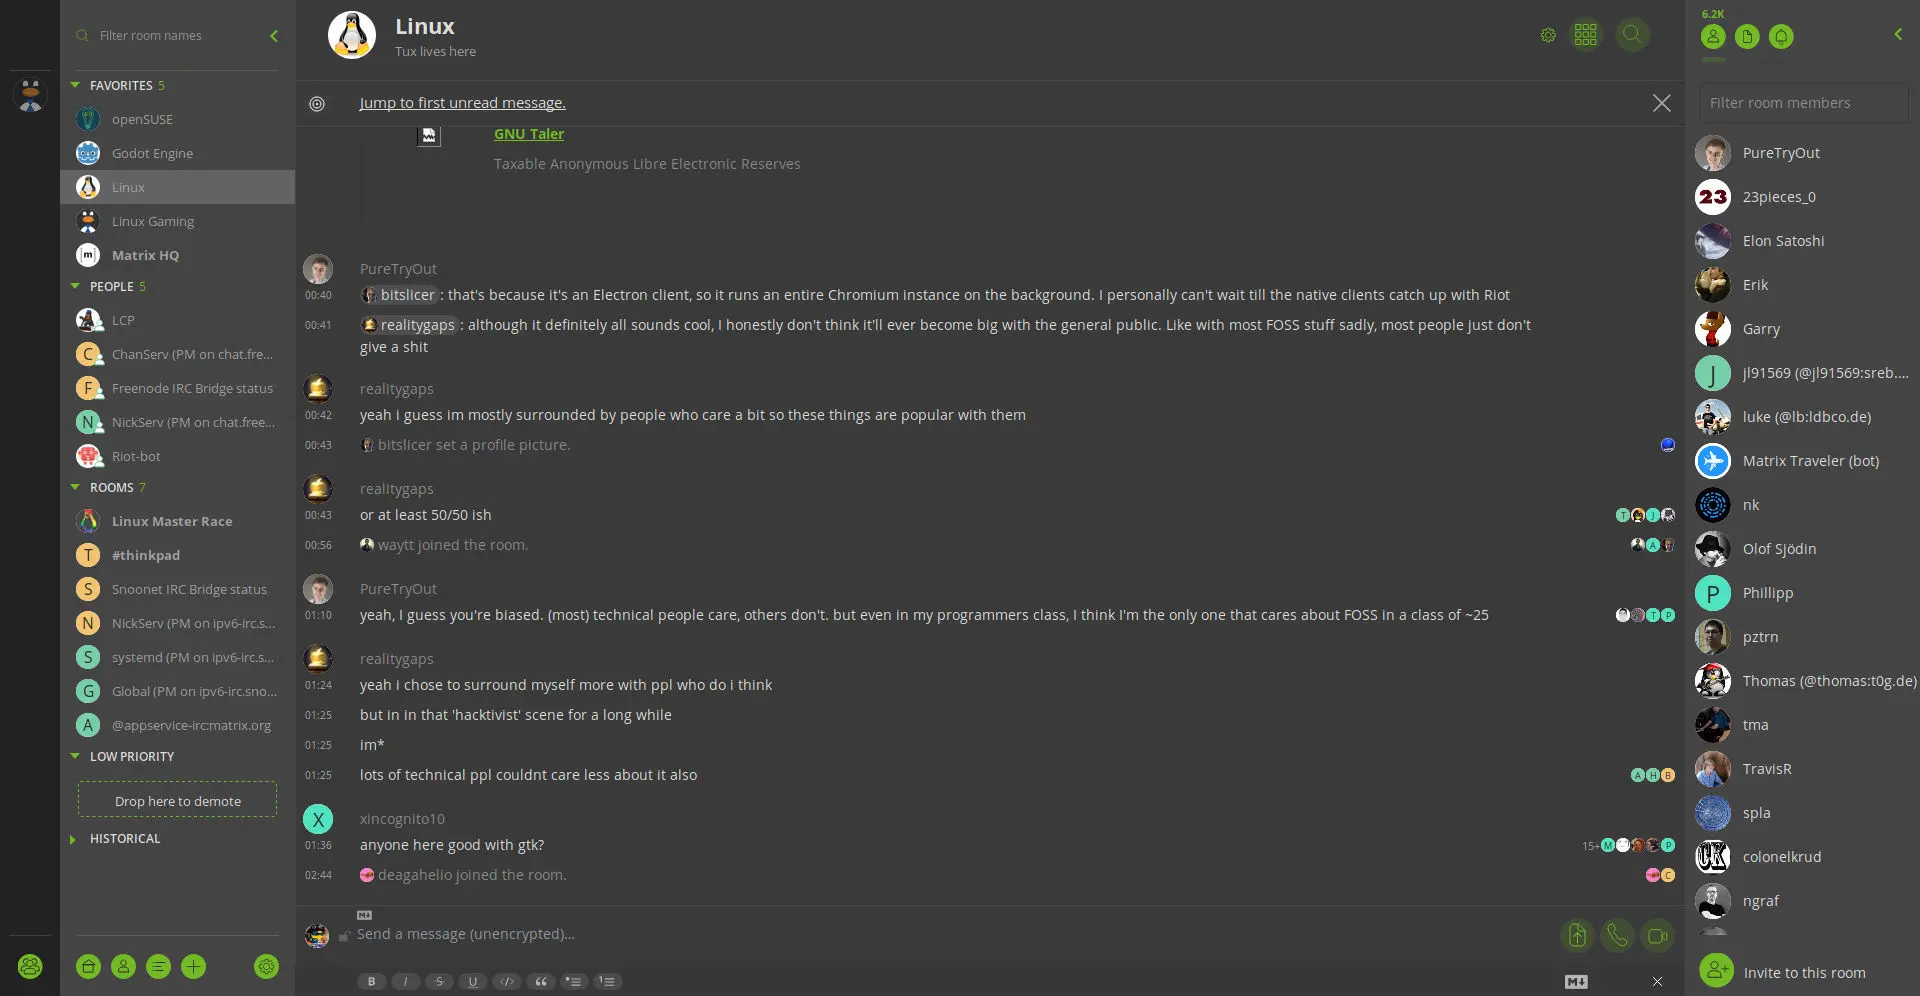 Filter room names
FAVORITES 5
openSUSE
Godot Engine
Linux
Linux Gaming
[m]
Matrix HQ
PEOPLE 5
LCP
C
ChanServ (PM on chat.fre...
F
Freenode IRC Bridge status
N
NickServ (PM on chat.free...
Riot-bot
ROOMS 7
Linux Master Race
T
#thinkpad
S
Snoonet IRC Bridge status
N
NickServ (PM on ipv6-irc.s...
S
systemd (PM on ipv6-irc.s...
G
Global (PM on ipv6-irc.sno...
A
@appservice-irc:matrix.org
LOW PRIORITY
Drop here to demote
HISTORICAL
Linux
Tux lives here
Jump to first unread message.
GNU Taler
Taxable Anonymous Libre Electronic Reserves
PureTryOut
00:40 bitslicer : that's because it's an Electron client, so it runs an entire Chromium instance on the background. I personally can't wait till the native clients catch up with Riot
00:41 realitygaps : although it definitely all sounds cool, I honestly don't think it'll ever become big with the general public. Like with most FOSS stuff sadly, most people just don't
give a shit
realitygaps
00:42 yeah i guess im mostly surrounded by people who care a bit so these things are popular with them
00:43 bitslicer set a profile picture.
realitygaps
00:43 or at least 50/50 ish
T J
00:56 waytt joined the room.
A
PureTryOut
01:10 yeah, I guess you're biased. (most) technical people care, others don't. but even in my programmers class, I think I'm the only one that cares about FOSS in a class of ~25
T P
realitygaps
01:24 yeah i chose to surround myself more with ppl who do i think
01:25 but in in that 'hacktivist' scene for a long while
01:25 im*
01:25 lots of technical ppl couldnt care less about it also
A H B
X
xincognito10
01:36 anyone here good with gtk?
15+ M P
02:44 deagahelio joined the room.
C
M
Send a message (unencrypted)...
B I S U </> “ 1
M
6.2K
Filter room members
PureTryOut
23
23pieces_0
Elon Satoshi
Erik
Garry
J
jl91569 (@jl91569:sreb....
luke (@lb:ldbco.de)
Matrix Traveler (bot)
nk
Olof Sjödin
P
Phillipp
pztrn
Thomas (@thomas:t0g.de)
tma
TravisR
spla
CK
colonelkrud
ngraf
Invite to this room